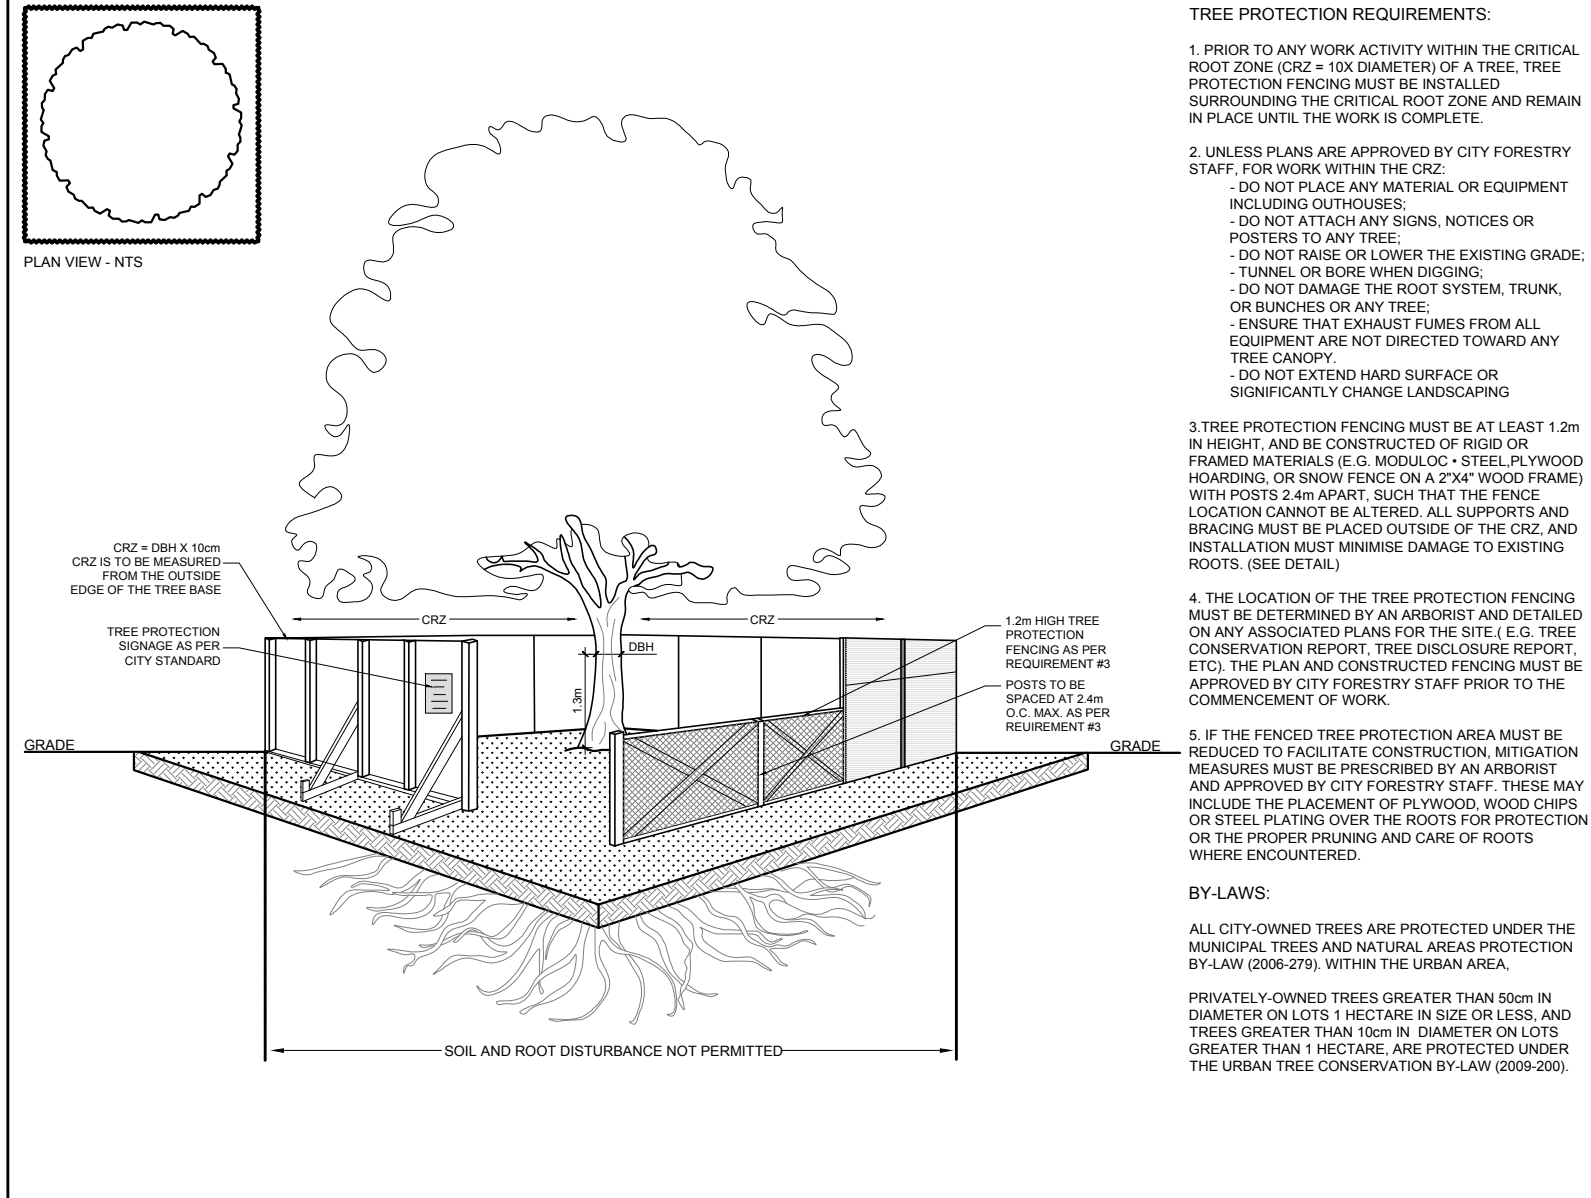 PLAN VIEW - NTS
CRZ = DBH X 10cm
CRZ IS TO BE MEASURED
FROM THE OUTSIDE
EDGE OF THE TREE BASE
TREE PROTECTION
SIGNAGE AS PER
CITY STANDARD
CRZ
CRZ
DBH
1.3m
1.2m HIGH TREE
PROTECTION
FENCING AS PER
REQUIREMENT #3
POSTS TO BE
SPACED AT 2.4m
O.C. MAX. AS PER
REUIREMENT #3
GRADE
GRADE
SOIL AND ROOT DISTURBANCE NOT PERMITTED
TREE PROTECTION REQUIREMENTS:
1. PRIOR TO ANY WORK ACTIVITY WITHIN THE CRITICAL
ROOT ZONE (CRZ = 10X DIAMETER) OF A TREE, TREE
PROTECTION FENCING MUST BE INSTALLED
SURROUNDING THE CRITICAL ROOT ZONE AND REMAIN
IN PLACE UNTIL THE WORK IS COMPLETE.
2. UNLESS PLANS ARE APPROVED BY CITY FORESTRY
STAFF, FOR WORK WITHIN THE CRZ:
- DO NOT PLACE ANY MATERIAL OR EQUIPMENT
INCLUDING OUTHOUSES;
- DO NOT ATTACH ANY SIGNS, NOTICES OR
POSTERS TO ANY TREE;
- DO NOT RAISE OR LOWER THE EXISTING GRADE;
- TUNNEL OR BORE WHEN DIGGING;
- DO NOT DAMAGE THE ROOT SYSTEM, TRUNK,
OR BUNCHES OR ANY TREE;
- ENSURE THAT EXHAUST FUMES FROM ALL
EQUIPMENT ARE NOT DIRECTED TOWARD ANY
TREE CANOPY.
- DO NOT EXTEND HARD SURFACE OR
SIGNIFICANTLY CHANGE LANDSCAPING
3.TREE PROTECTION FENCING MUST BE AT LEAST 1.2m
IN HEIGHT, AND BE CONSTRUCTED OF RIGID OR
FRAMED MATERIALS (E.G. MODULOC • STEEL,PLYWOOD
HOARDING, OR SNOW FENCE ON A 2"X4" WOOD FRAME)
WITH POSTS 2.4m APART, SUCH THAT THE FENCE
LOCATION CANNOT BE ALTERED. ALL SUPPORTS AND
BRACING MUST BE PLACED OUTSIDE OF THE CRZ, AND
INSTALLATION MUST MINIMISE DAMAGE TO EXISTING
ROOTS. (SEE DETAIL)
4. THE LOCATION OF THE TREE PROTECTION FENCING
MUST BE DETERMINED BY AN ARBORIST AND DETAILED
ON ANY ASSOCIATED PLANS FOR THE SITE.( E.G. TREE
CONSERVATION REPORT, TREE DISCLOSURE REPORT,
ETC). THE PLAN AND CONSTRUCTED FENCING MUST BE
APPROVED BY CITY FORESTRY STAFF PRIOR TO THE
COMMENCEMENT OF WORK.
5. IF THE FENCED TREE PROTECTION AREA MUST BE
REDUCED TO FACILITATE CONSTRUCTION, MITIGATION
MEASURES MUST BE PRESCRIBED BY AN ARBORIST
AND APPROVED BY CITY FORESTRY STAFF. THESE MAY
INCLUDE THE PLACEMENT OF PLYWOOD, WOOD CHIPS
OR STEEL PLATING OVER THE ROOTS FOR PROTECTION
OR THE PROPER PRUNING AND CARE OF ROOTS
WHERE ENCOUNTERED.
BY-LAWS:
ALL CITY-OWNED TREES ARE PROTECTED UNDER THE
MUNICIPAL TREES AND NATURAL AREAS PROTECTION
BY-LAW (2006-279). WITHIN THE URBAN AREA,
PRIVATELY-OWNED TREES GREATER THAN 50cm IN
DIAMETER ON LOTS 1 HECTARE IN SIZE OR LESS, AND
TREES GREATER THAN 10cm IN DIAMETER ON LOTS
GREATER THAN 1 HECTARE, ARE PROTECTED UNDER
THE URBAN TREE CONSERVATION BY-LAW (2009-200).